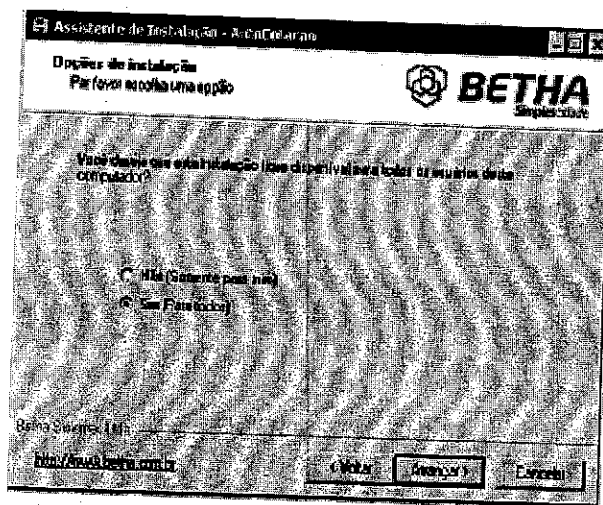 Assistente de Instalação - AutoCotacao
Opções de instalação
Por favor escolha uma opção
BETHA
Simplicidade
Você deseja que esta instalação fique disponível para todos os usuários deste
computador?
Não (Somente para mim)
Sim (Para todos)
Betha Sistemas Ltda
http://www.betha.com.br
< Voltar
Avançar >
Cancelar